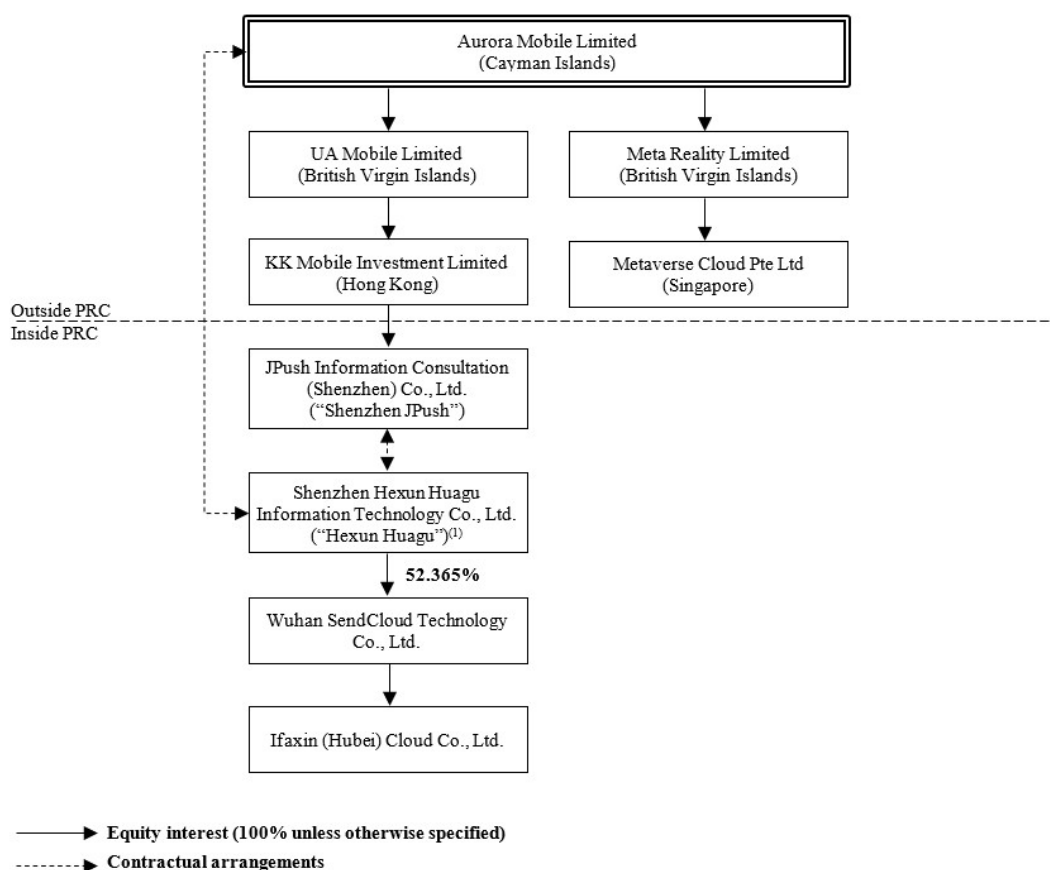 Aurora Mobile Limited
(Cayman Islands)
UA Mobile Limited
(British Virgin Islands)
Meta Reality Limited
(British Virgin Islands)
KK Mobile Investment Limited
(Hong Kong)
Metaverse Cloud Pte Ltd
(Singapore)
Outside PRC
Inside PRC
JPush Information Consultation
(Shenzhen) Co., Ltd.
(“Shenzhen JPush”)
Shenzhen Hexun Huagu
Information Technology Co., Ltd.
(“Hexun Huagu”)(1)
52.365%
Wuhan SendCloud Technology
Co., Ltd.
Ifaxin (Hubei) Cloud Co., Ltd.
Equity interest (100% unless otherwise specified)
Contractual arrangements